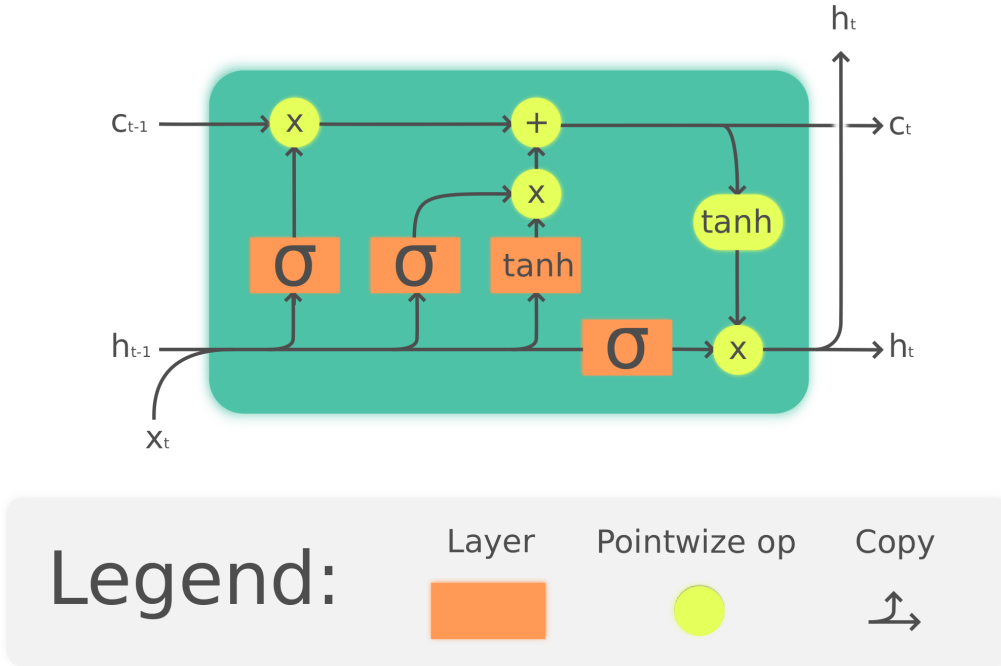 ht
ct-1 x + ct
x
tanh
σ σ tanh
ht-1 σ x ht
xt
Legend:
Layer Pointwize op Copy